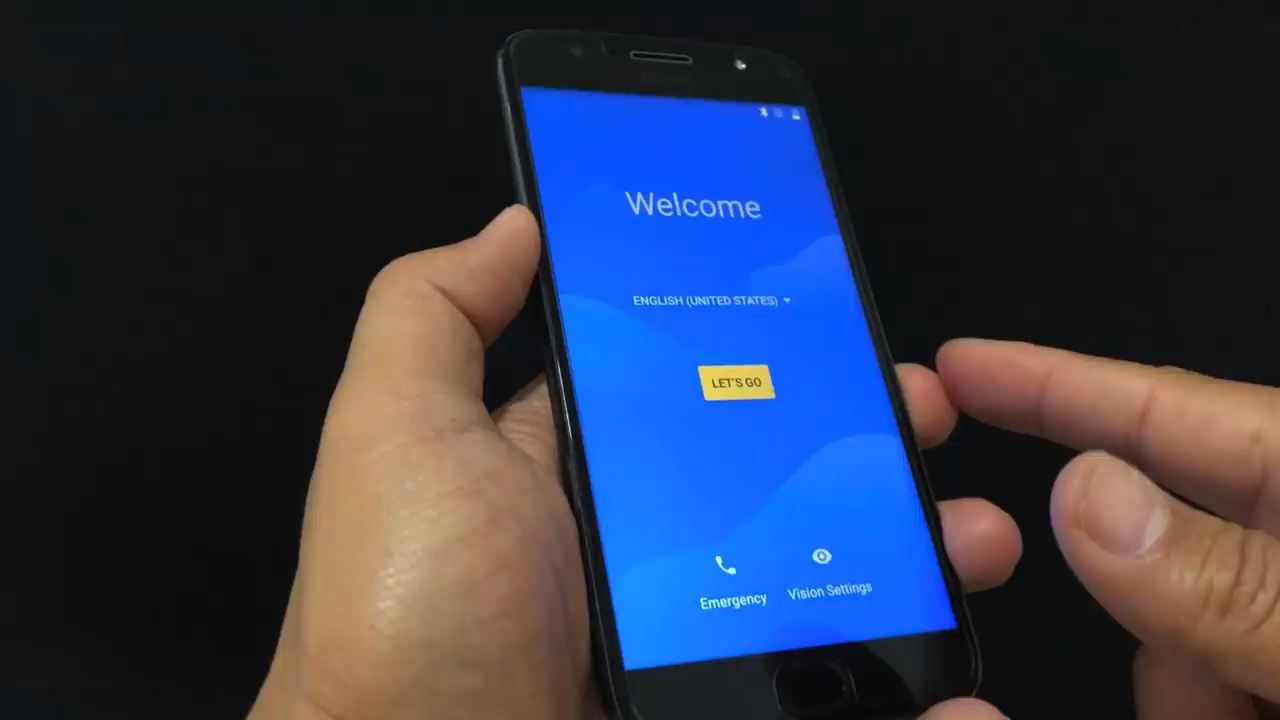 Welcome
ENGLISH (UNITED STATES)
LET'S GO
Emergency
Vision Settings